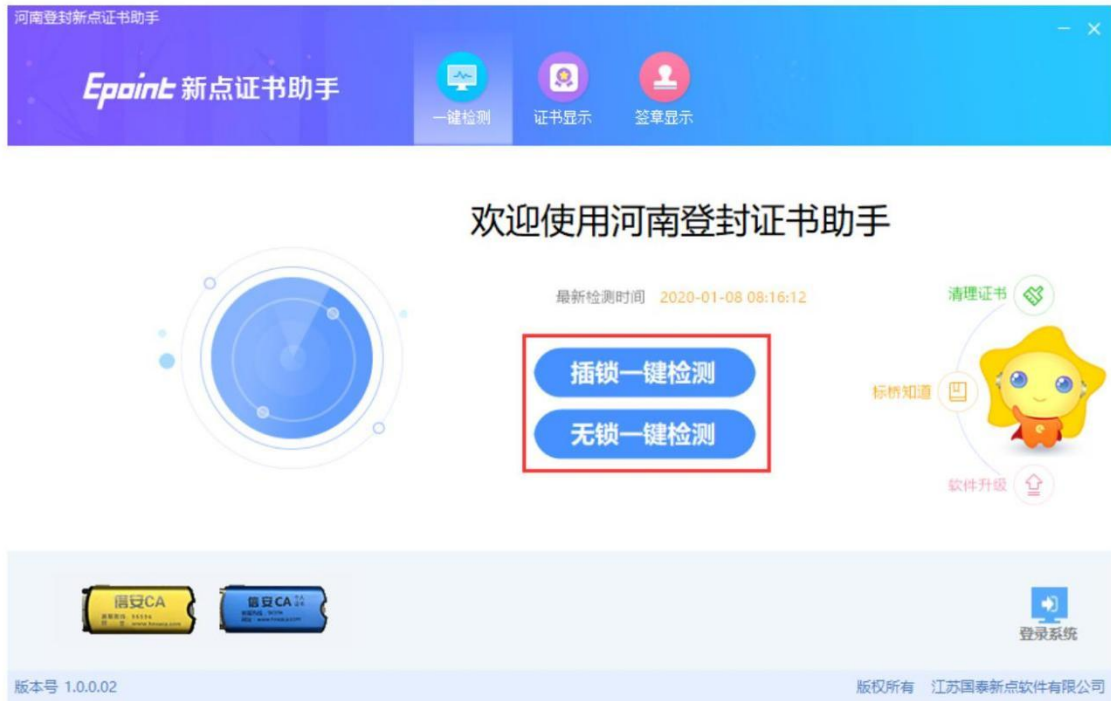 河南登封新点证书助手
Epoint 新点证书助手
一键检测
证书显示
签章显示
欢迎使用河南登封证书助手
最新检测时间 2020-01-08 08:16:12
清理证书
插锁一键检测
标桥知道
无锁一键检测
软件升级
信安CA
信安CA 个人证书
登录系统
版本号 1.0.0.02
版权所有 江苏国泰新点软件有限公司